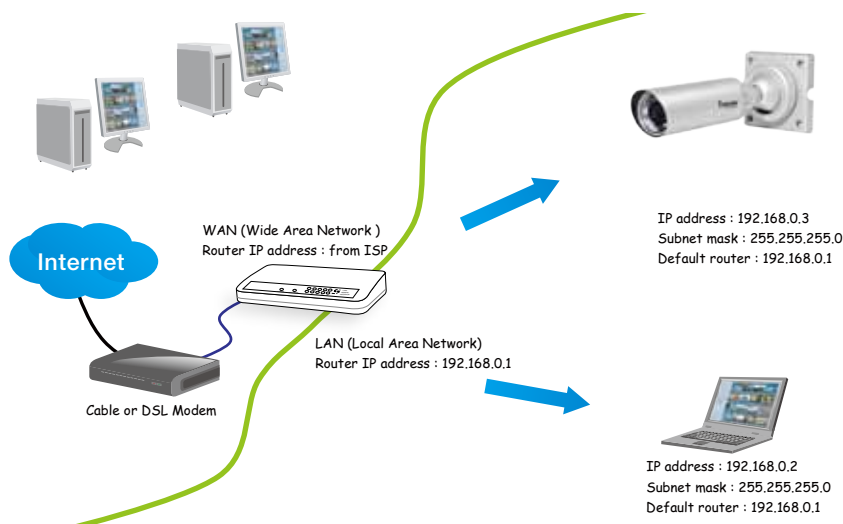 WAN (Wide Area Network )
Router IP address : from ISP
Internet
LAN (Local Area Network)
Router IP address : 192.168.0.1
Cable or DSL Modem
IP address : 192.168.0.3
Subnet mask : 255.255.255.0
Default router : 192.168.0.1
IP address : 192.168.0.2
Subnet mask : 255.255.255.0
Default router : 192.168.0.1